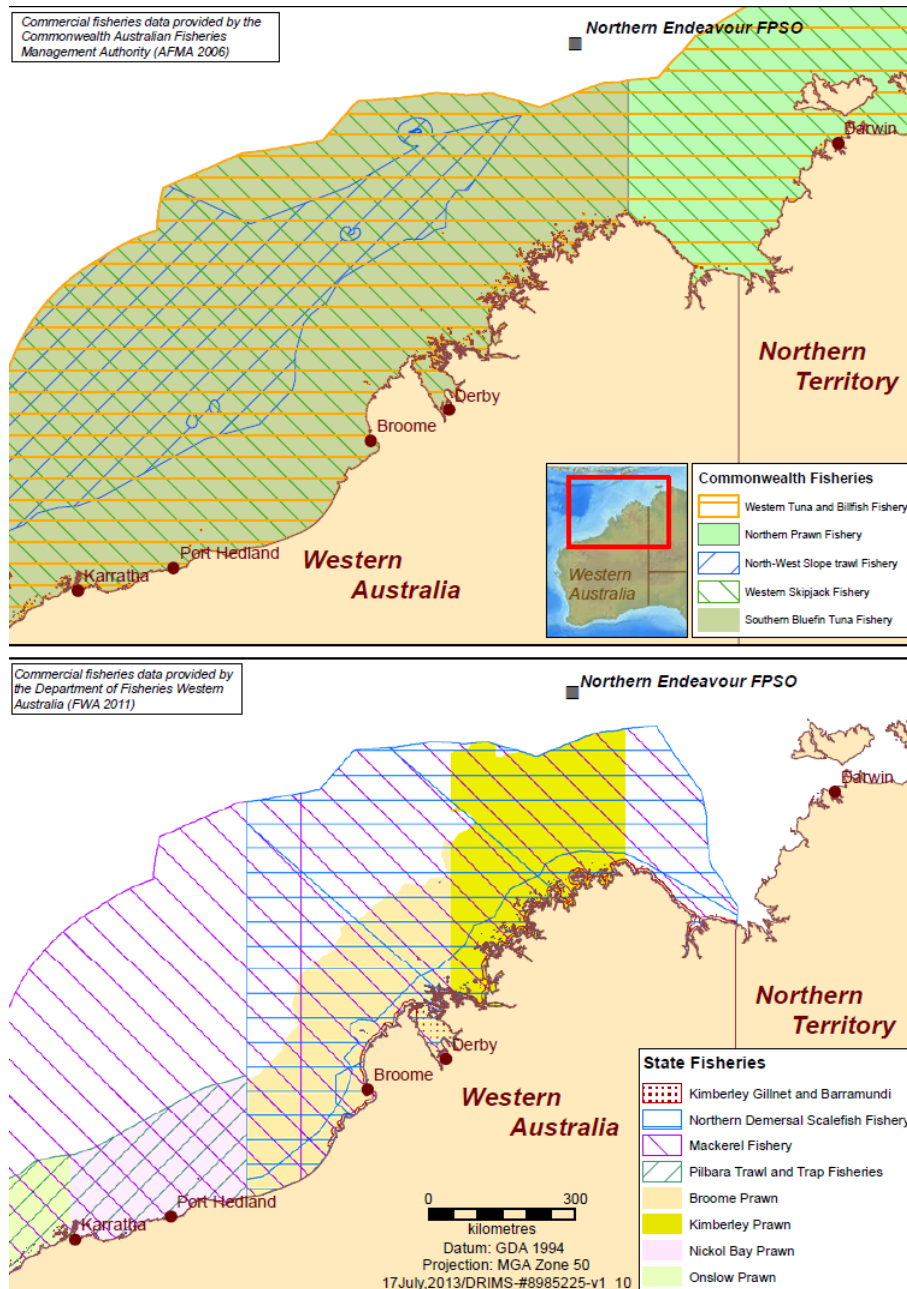 Commercial fisheries data provided by the
Commonwealth Australian Fisheries
Management Authority (AFMA 2006)
Northern Endeavour FPSO
Darwin
Northern
Territory
Derby
Broome
Port Hedland
Karratha
Western
Australia
Western
Australia
Commonwealth Fisheries
Western Tuna and Billfish Fishery
Northern Prawn Fishery
North-West Slope trawl Fishery
Western Skipjack Fishery
Southern Bluefin Tuna Fishery
Commercial fisheries data provided by
the Department of Fisheries Western
Australia (FWA 2011)
Northern Endeavour FPSO
Darwin
Northern
Territory
Derby
Broome
Western
Australia
Port Hedland
Karratha
0 300
kilometres
Datum: GDA 1994
Projection: MGA Zone 50
17July,2013/DRIMS-#8985225-v1_10
State Fisheries
Kimberley Gillnet and Barramundi
Northern Demersal Scalefish Fishery
Mackerel Fishery
Pilbara Trawl and Trap Fisheries
Broome Prawn
Kimberley Prawn
Nickol Bay Prawn
Onslow Prawn